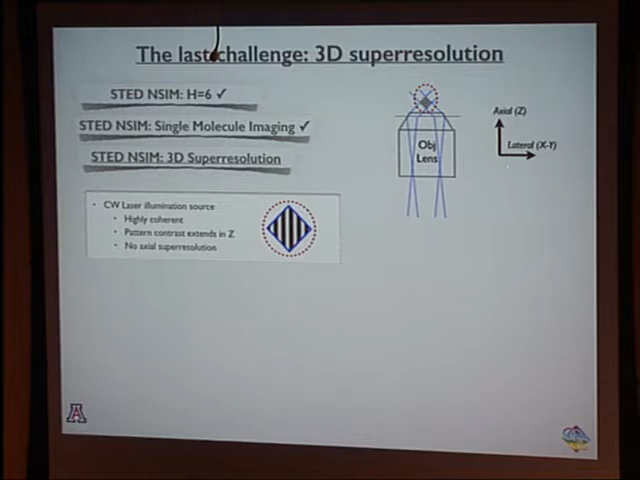 The last challenge: 3D superresolution
STED NSIM: H=6 ✓
STED NSIM: Single Molecule Imaging ✓
STED NSIM: 3D Superresolution
• CW Laser illumination source
• Highly coherent
• Pattern contrast extends in Z
• No axial superresolution
Obj
Lens
Axial (Z)
Lateral (X-Y)
A